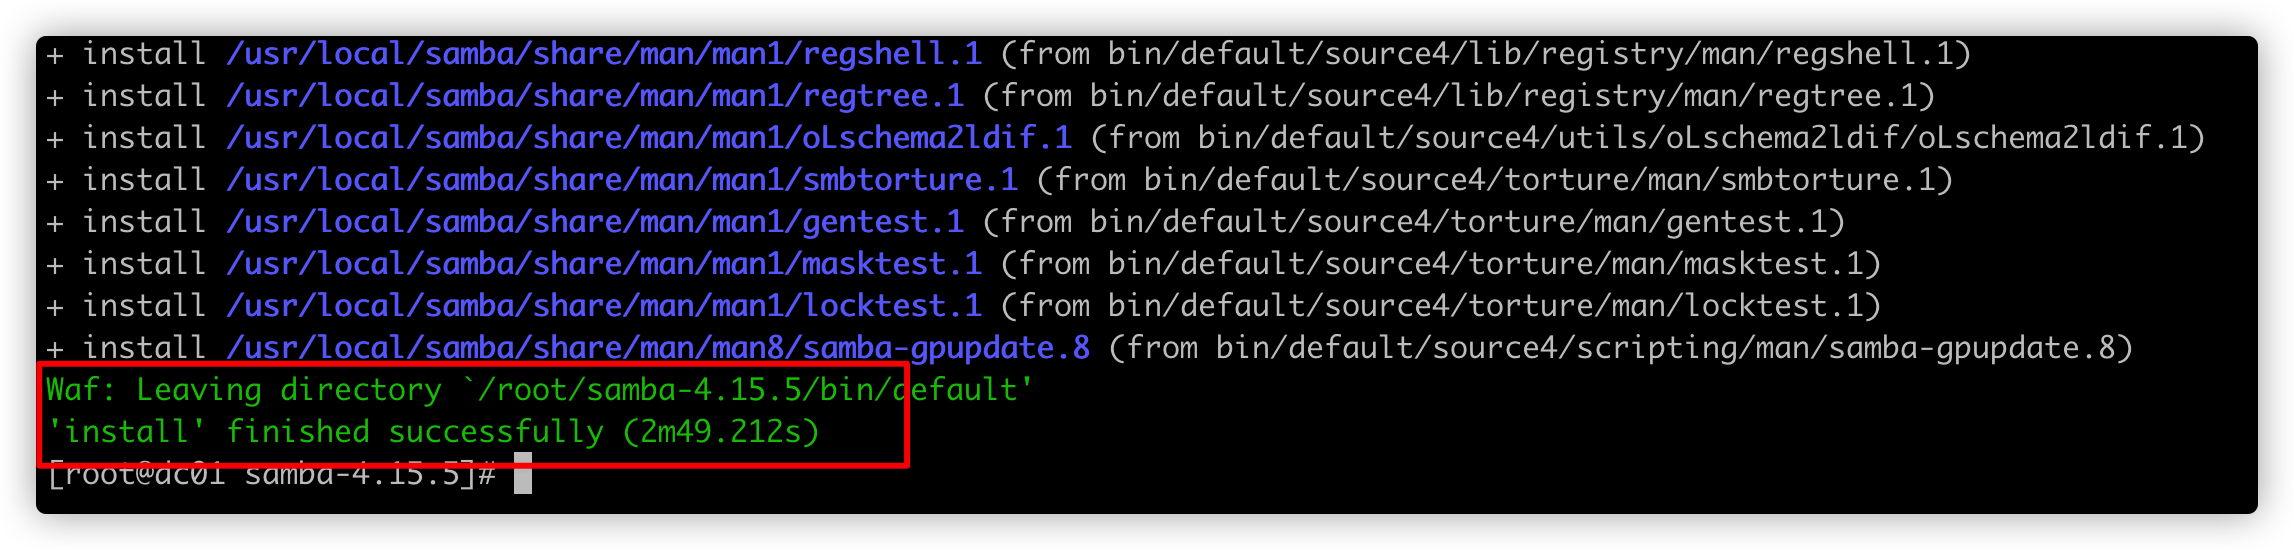 + install /usr/local/samba/share/man/man1/regshell.1 (from bin/default/source4/lib/registry/man/regshell.1)
+ install /usr/local/samba/share/man/man1/regtree.1 (from bin/default/source4/lib/registry/man/regtree.1)
+ install /usr/local/samba/share/man/man1/oLschema2ldif.1 (from bin/default/source4/utils/oLschema2ldif/oLschema2ldif.1)
+ install /usr/local/samba/share/man/man1/smbtorture.1 (from bin/default/source4/torture/man/smbtorture.1)
+ install /usr/local/samba/share/man/man1/gentest.1 (from bin/default/source4/torture/man/gentest.1)
+ install /usr/local/samba/share/man/man1/masktest.1 (from bin/default/source4/torture/man/masktest.1)
+ install /usr/local/samba/share/man/man1/locktest.1 (from bin/default/source4/torture/man/locktest.1)
+ install /usr/local/samba/share/man/man8/samba-gpupdate.8 (from bin/default/source4/scripting/man/samba-gpupdate.8)
Waf: Leaving directory `/root/samba-4.15.5/bin/default'
'install' finished successfully (2m49.212s)
[root@dc01 samba-4.15.5]#